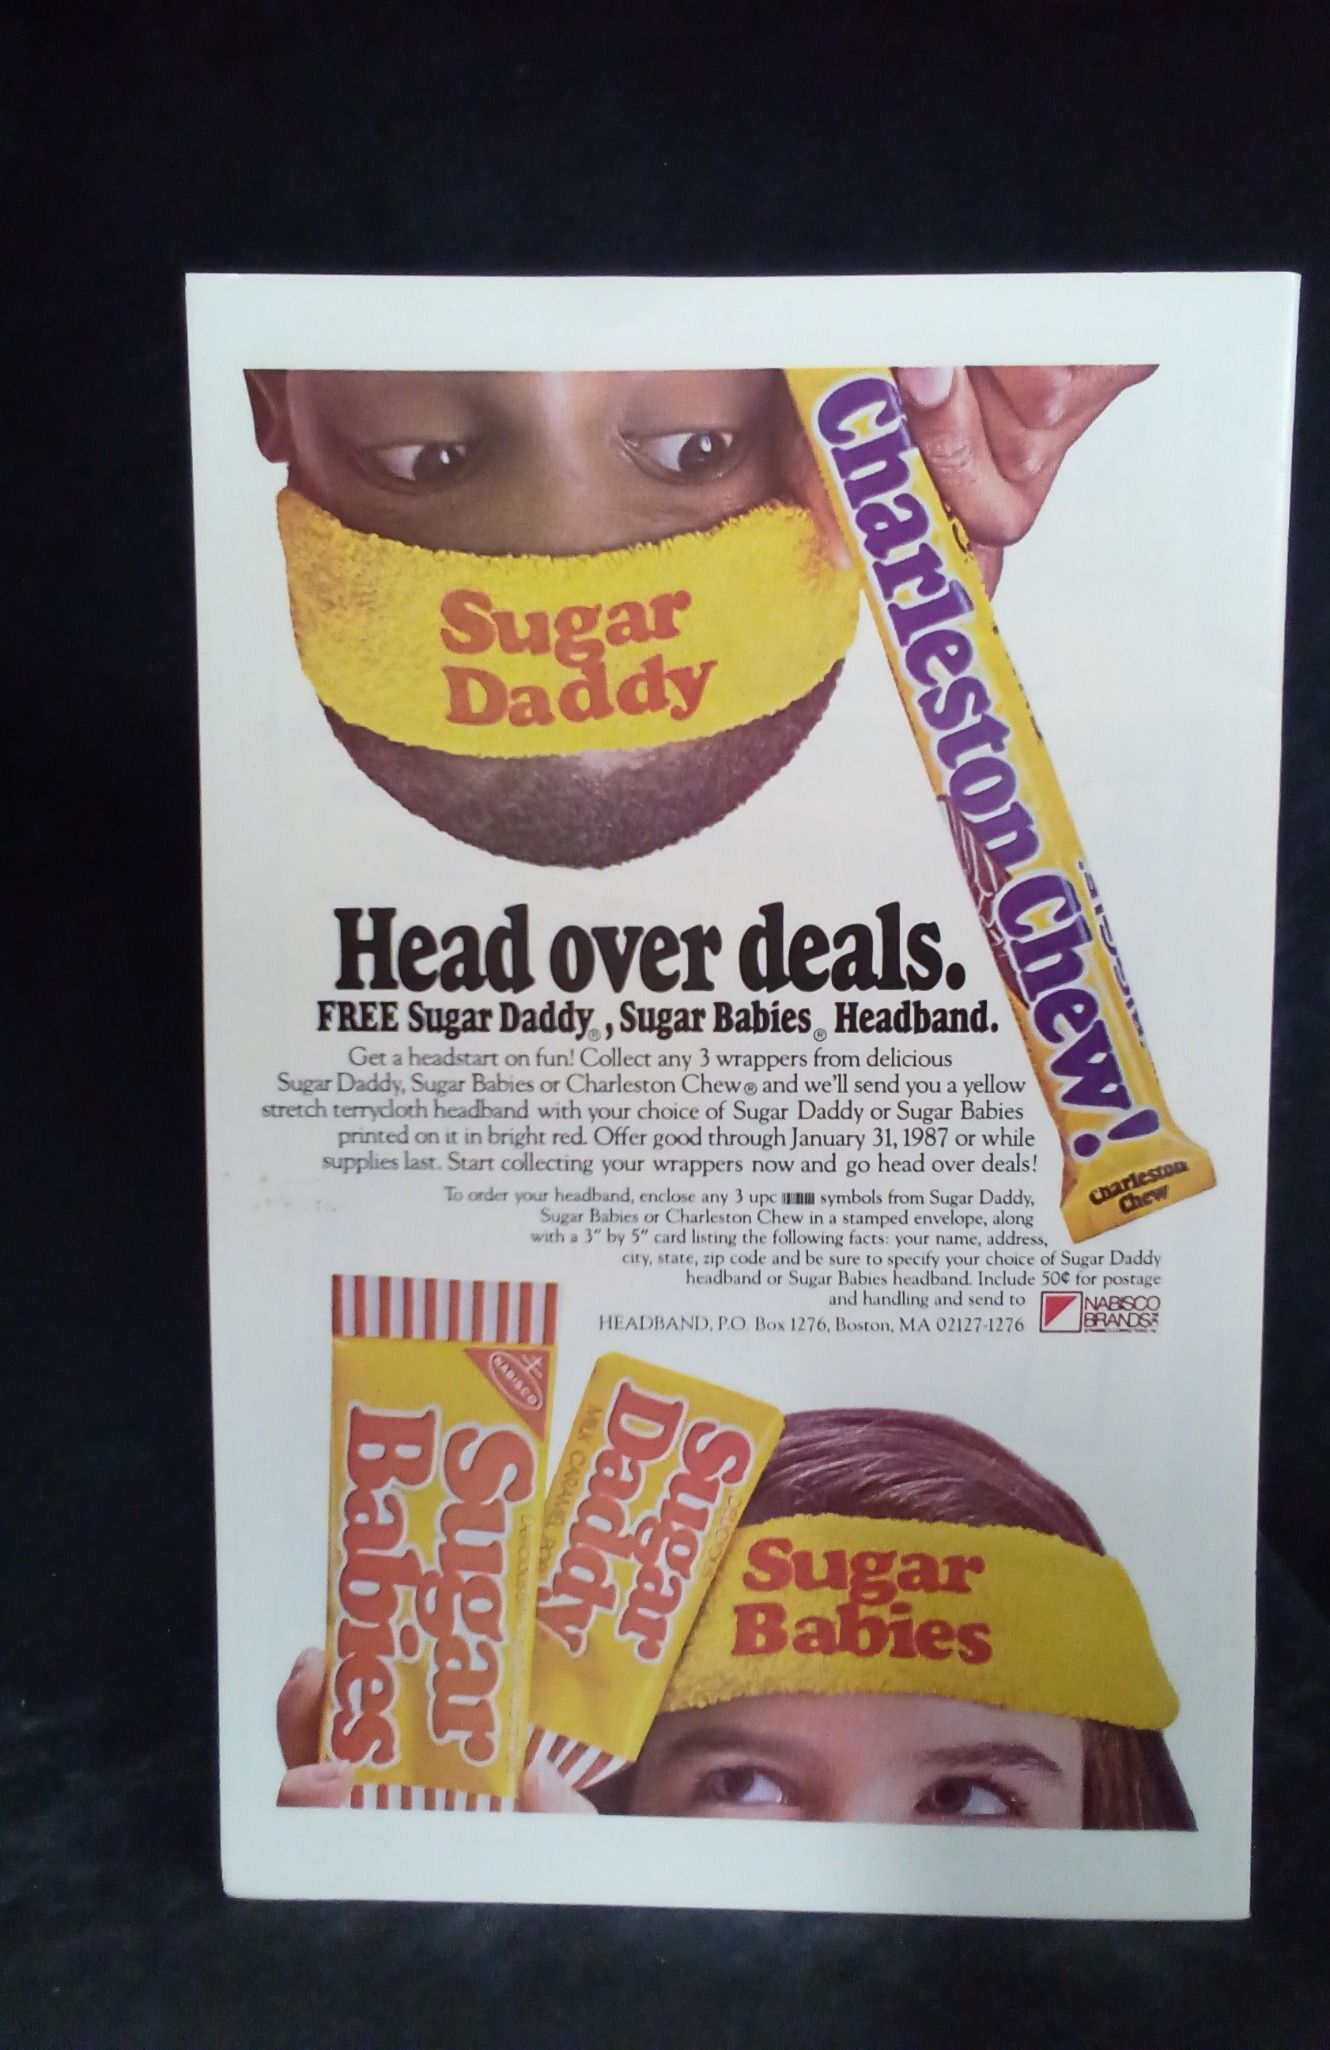 Sugar
Daddy
Charleston Chew!
Charleston
Chew
Head over deals.
FREE Sugar Daddy®, Sugar Babies® Headband.
Get a headstart on fun! Collect any 3 wrappers from delicious
Sugar Daddy, Sugar Babies or Charleston Chew® and we'll send you a yellow
stretch terrycloth headband with your choice of Sugar Daddy or Sugar Babies
printed on it in bright red. Offer good through January 31, 1987 or while
supplies last. Start collecting your wrappers now and go head over deals!
To order your headband, enclose any 3 upc symbols from Sugar Daddy,
Sugar Babies or Charleston Chew in a stamped envelope, along
with a 3" by 5" card listing the following facts: your name, address,
city, state, zip code and be sure to specify your choice of Sugar Daddy
headband or Sugar Babies headband. Include 50¢ for postage
and handling and send to
HEADBAND, P.O. Box 1276, Boston, MA 02127-1276
NABISCO
BRANDS
NABISCO
Sugar
Babies
Sugar
Daddy
MILK CARAMEL POP
Sugar
Babies